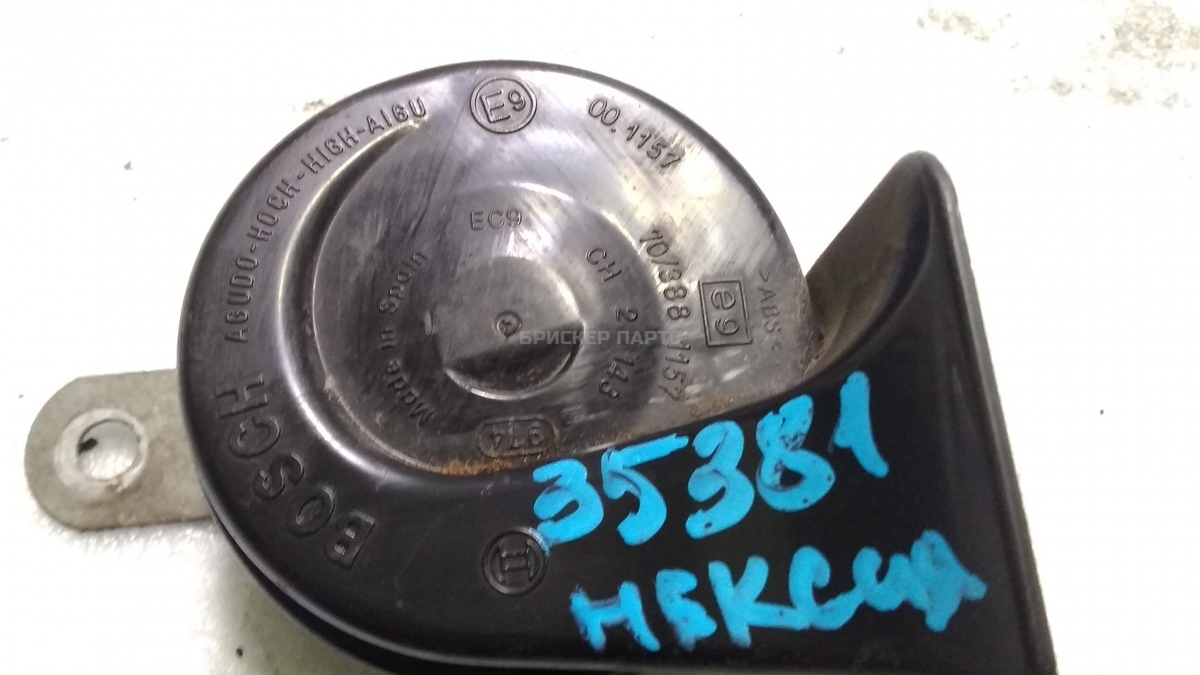 BOSCH
AGUDO-HOCH-HIGH-AIGU
E9
00.1157
EC9
CH 2 143
Made in Spain
70/388 1157
e9
>ABS<
974
БРИСКЕР ПАРТС
35381
НЕКСИЯ